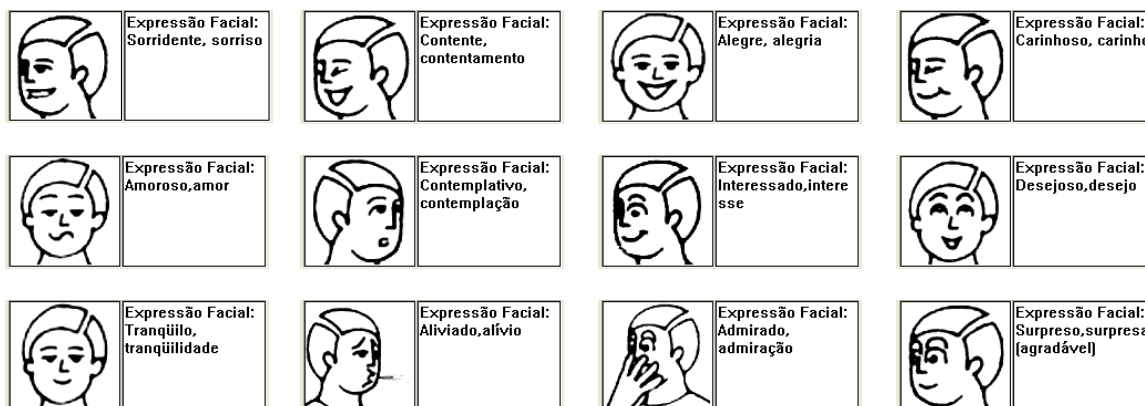 Expressão Facial:
Sorridente, sorriso
Expressão Facial:
Contente,
contentamento
Expressão Facial:
Alegre, alegria
Expressão Facial:
Carinhoso, carinho
Expressão Facial:
Amoroso,amor
Expressão Facial:
Contemplativo,
contemplação
Expressão Facial:
Interessado,intere
sse
Expressão Facial:
Desejoso,desejo
Expressão Facial:
Tranqüilo,
tranqüilidade
Expressão Facial:
Aliviado,alívio
Expressão Facial:
Admirado,
admiração
Expressão Facial:
Surpreso,surpresa
(agradável)